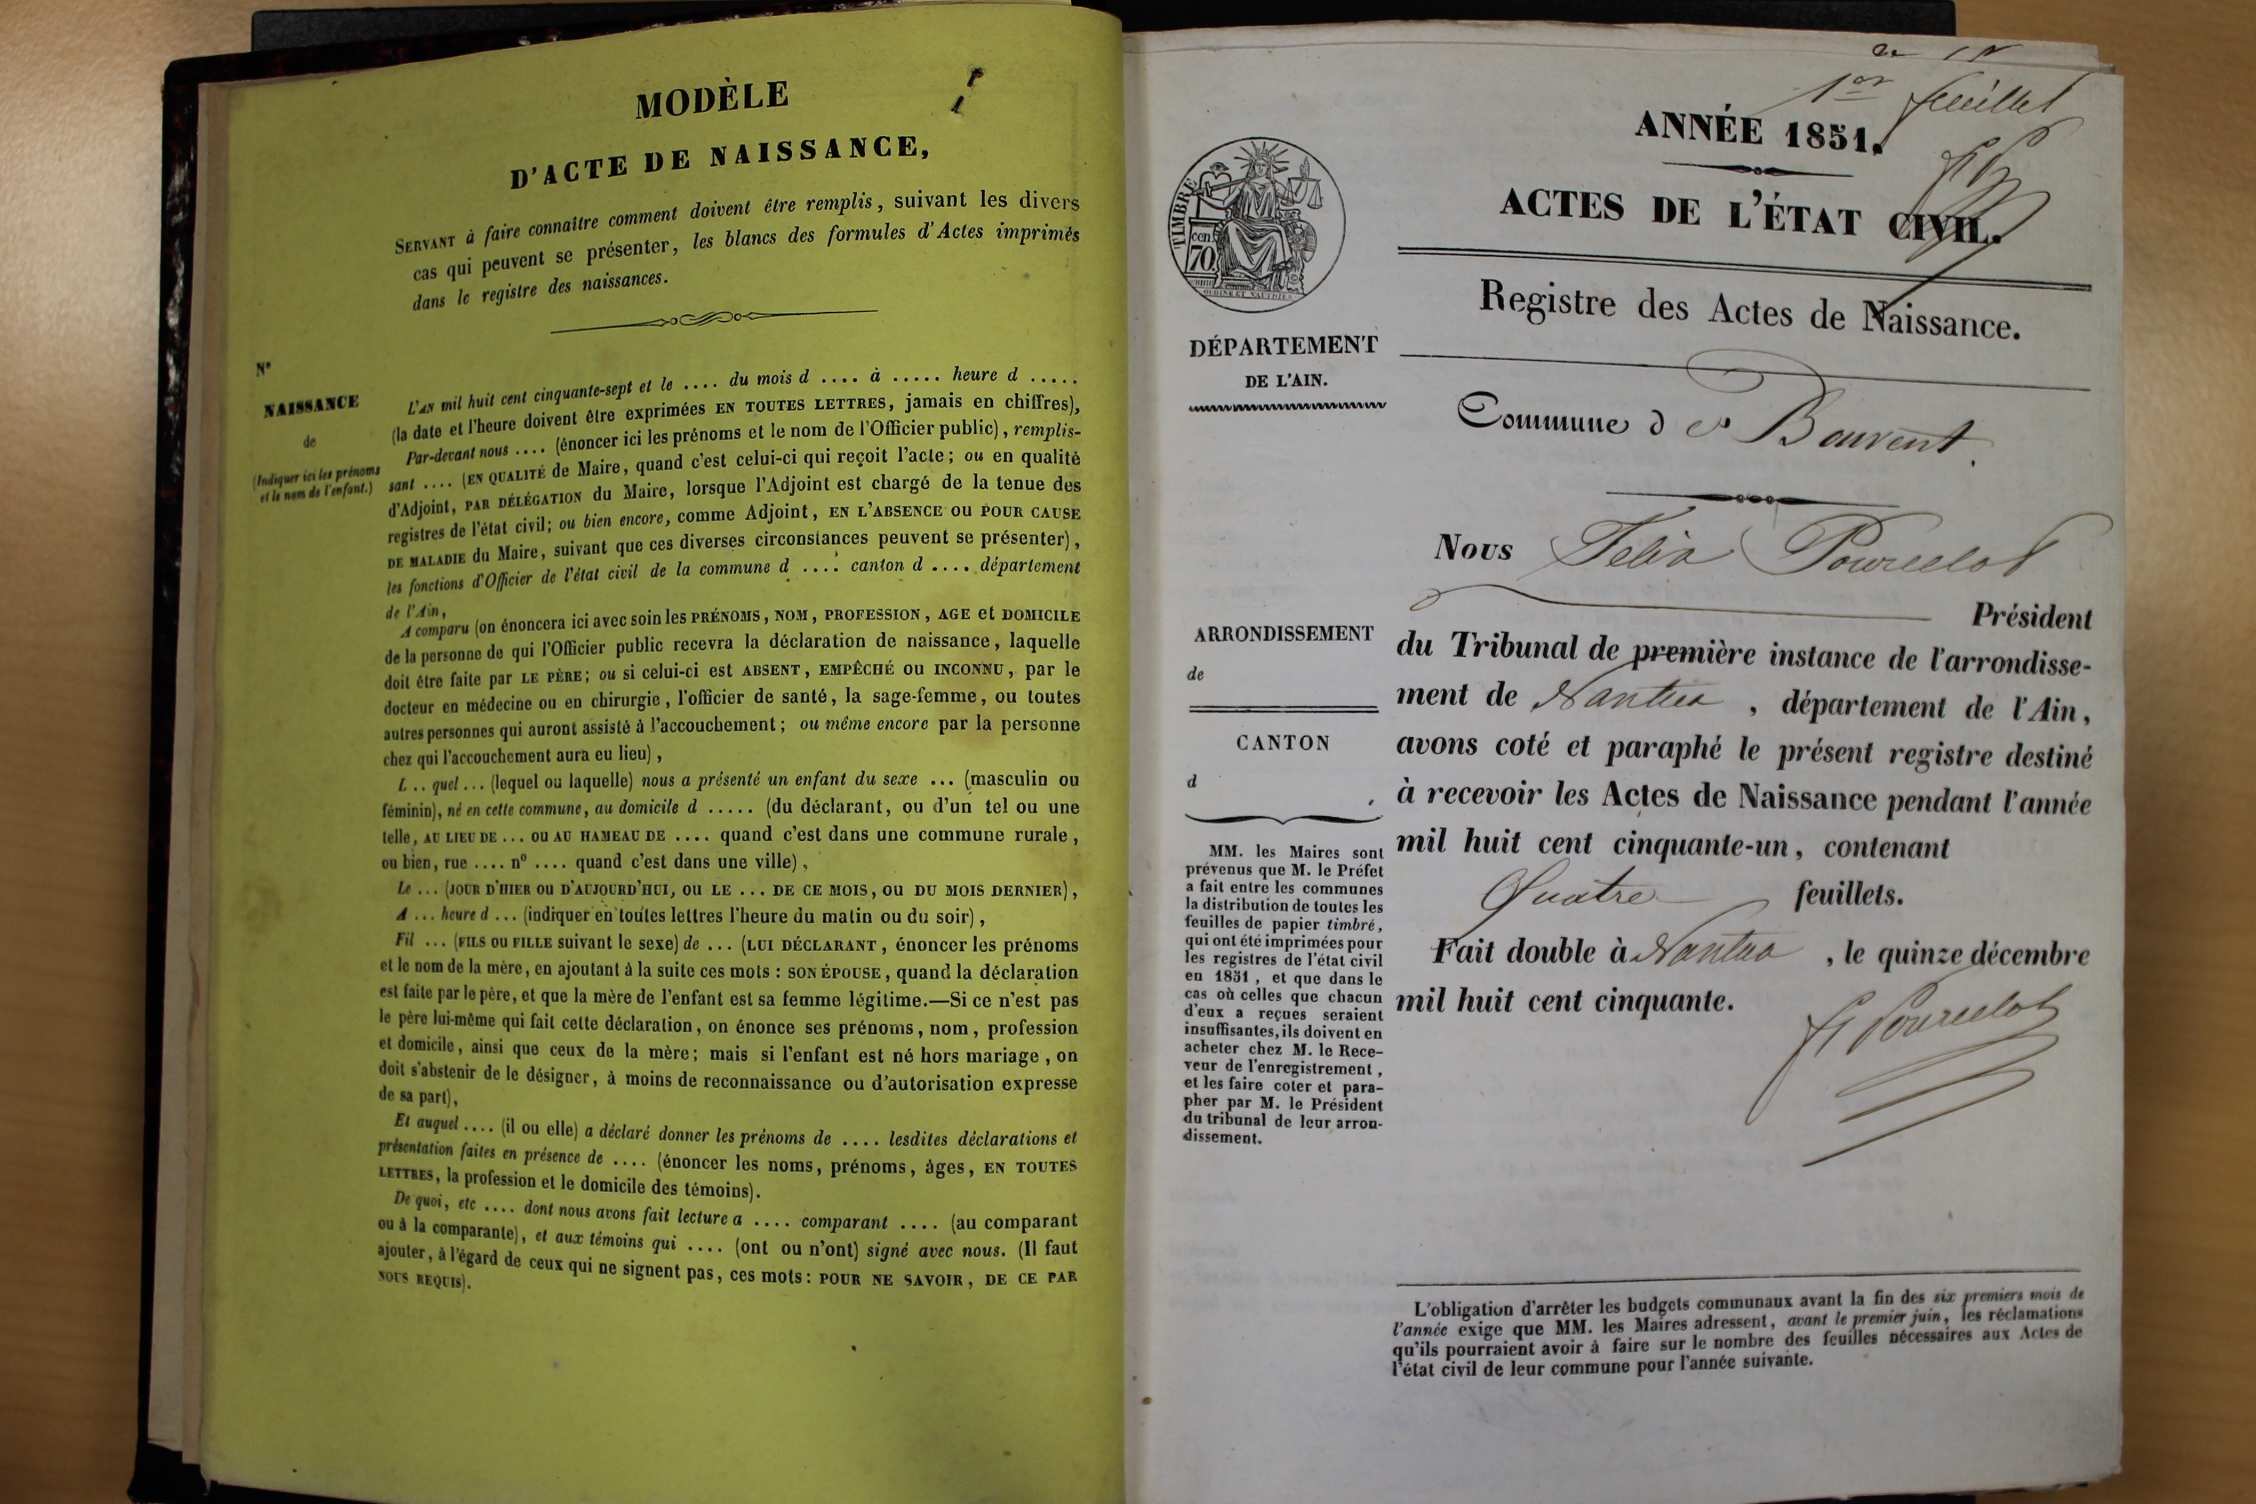 MODÈLE
D'ACTE DE NAISSANCE,
SERVANT à faire connaître comment doivent être remplis, suivant les divers
cas qui peuvent se présenter, les blancs des formules d'Actes imprimés
dans le registre des naissances.
N°
NAISSANCE
de
(Indiquer ici les prénoms
et le nom de l'enfant.)
L'AN mil huit cent cinquante-sept et le .... du mois d .... à ..... heure d .....
(la date et l'heure doivent être exprimées EN TOUTES LETTRES, jamais en chiffres),
Par-devant nous .... (énoncer ici les prénoms et le nom de l'Officier public), remplis-
sant .... (EN QUALITÉ de Maire, quand c'est celui-ci qui reçoit l'acte; ou en qualité
d'Adjoint, PAR DÉLÉGATION du Maire, lorsque l'Adjoint est chargé de la tenue des
registres de l'état civil; ou bien encore, comme Adjoint, EN L'ABSENCE OU POUR CAUSE
DE MALADIE du Maire, suivant que ces diverses circonstances peuvent se présenter),
les fonctions d'Officier de l'état civil de la commune d .... canton d .... département
de l'Ain,
A comparu (on énoncera ici avec soin les PRÉNOMS, NOM, PROFESSION, AGE et DOMICILE
de la personne de qui l'Officier public recevra la déclaration de naissance, laquelle
doit être faite par LE PÈRE; ou si celui-ci est ABSENT, EMPÊCHÉ OU INCONNU, par le
docteur en médecine ou en chirurgie, l'officier de santé, la sage-femme, ou toutes
autres personnes qui auront assisté à l'accouchement; ou même encore par la personne
chez qui l'accouchement aura eu lieu),
L .. quel ... (lequel ou laquelle) nous a présenté un enfant du sexe ... (masculin ou
féminin), né en cette commune, au domicile d ..... (du déclarant, ou d'un tel ou une
telle, AU LIEU DE ... OU AU HAMEAU DE .... quand c'est dans une commune rurale,
ou bien, rue .... n° .... quand c'est dans une ville),
Le ... (JOUR D'HIER OU D'AUJOURD'HUI, OU LE ... DE CE MOIS, OU DU MOIS DERNIER),
A ... heure d ... (indiquer en toutes lettres l'heure du matin ou du soir),
Fil ... (FILS OU FILLE suivant le sexe) de ... (LUI DÉCLARANT, énoncer les prénoms
et le nom de la mère, en ajoutant à la suite ces mots : SON ÉPOUSE, quand la déclaration
est faite par le père, et que la mère de l'enfant est sa femme légitime.—Si ce n'est pas
le père lui-même qui fait cette déclaration, on énonce ses prénoms, nom, profession
et domicile, ainsi que ceux de la mère; mais si l'enfant est né hors mariage, on
doit s'abstenir de le désigner, à moins de reconnaissance ou d'autorisation expresse
de sa part),
Et auquel .... (il ou elle) a déclaré donner les prénoms de .... lesdites déclarations et
présentation faites en présence de .... (énoncer les noms, prénoms, âges, EN TOUTES
LETTRES, la profession et le domicile des témoins).
De quoi, etc .... dont nous avons fait lecture a .... comparant .... (au comparant
ou à la comparante), et aux témoins qui .... (ont ou n'ont) signé avec nous. (Il faut
ajouter, à l'égard de ceux qui ne signent pas, ces mots : POUR NE SAVOIR, DE CE PAR
NOUS REQUIS).
1er feuillet
ANNÉE 1851.
ACTES DE L'ÉTAT CIVIL.
Registre des Actes de Naissance.
TIMBRE
cen.
70.
DÉPARTEMENT
DE L'AIN.
Commune de Bouvent.
Nous Félix Pourcelot
Président
du Tribunal de première instance de l'arrondisse-
ment de Nantua, département de l'Ain,
avons coté et paraphé le présent registre destiné
à recevoir les Actes de Naissance pendant l'année
mil huit cent cinquante-un, contenant
Quatre feuillets.
Fait double à Nantua, le quinze décembre
mil huit cent cinquante.
F Pourcelot
ARRONDISSEMENT
de
CANTON
d
MM. les Maires sont
prévenus que M. le Préfet
a fait entre les communes
la distribution de toutes les
feuilles de papier timbré,
qui ont été imprimées pour
les registres de l'état civil
en 1851, et que dans le
cas où celles que chacun
d'eux a reçues seraient
insuffisantes, ils doivent en
acheter chez M. le Rece-
veur de l'enregistrement,
et les faire coter et para-
pher par M. le Président
du tribunal de leur arron-
dissement.
L'obligation d'arrêter les budgets communaux avant la fin des six premiers mois de
l'année exige que MM. les Maires adressent, avant le premier juin, les réclamations
qu'ils pourraient avoir à faire sur le nombre des feuilles nécessaires aux Actes de
l'état civil de leur commune pour l'année suivante.